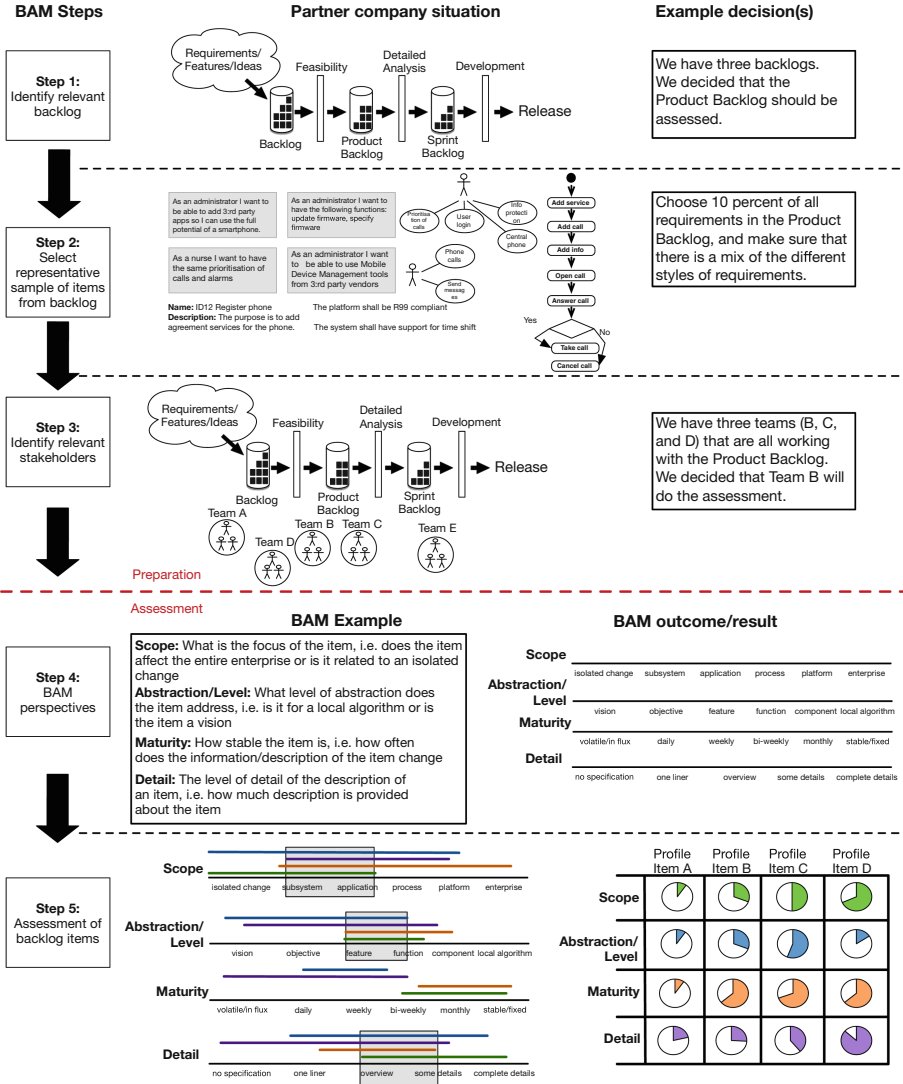 BAM Steps
Partner company situation
Example decision(s)
Step 1:
Identify relevant
backlog
Requirements/
Features/Ideas
Feasibility
Detailed
Analysis
Development
Backlog
Product
Backlog
Sprint
Backlog
Release
We have three backlogs.
We decided that the
Product Backlog should be
assessed.
Step 2:
Select
representative
sample of items
from backlog
As an administrator I want to
be able to add 3:rd party
apps so I can use the full
potential of a smartphone.
As an administrator I want to
have the following functions:
update firmware, specify
firmware
As a nurse I want to have
the same prioritisation of
calls and alarms
As an administrator I want
to be able to use Mobile
Device Management tools
from 3:rd party vendors
Name: ID12 Register phone
Description: The purpose is to add
agreement services for the phone.
The platform shall be R99 compliant
The system shall have support for time shift
Prioritisa
tion of
calls
User
login
Info
protecti
on
Central
phone
Phone
calls
Send
messag
es
Add service
Add call
Add info
Open call
Answer call
Yes
No
Take call
Cancel call
Choose 10 percent of all
requirements in the Product
Backlog, and make sure that
there is a mix of the different
styles of requirements.
Step 3:
Identify relevant
stakeholders
Requirements/
Features/Ideas
Feasibility
Detailed
Analysis
Development
Backlog
Product
Backlog
Sprint
Backlog
Release
Team A
Team D
Team B
Team C
Team E
We have three teams (B, C,
and D) that are all working
with the Product Backlog.
We decided that Team B will
do the assessment.
Preparation
Assessment
BAM Example
BAM outcome/result
Step 4:
BAM
perspectives
Scope: What is the focus of the item, i.e. does the item
affect the entire enterprise or is it related to an isolated
change
Abstraction/Level: What level of abstraction does
the item address, i.e. is it for a local algorithm or is
the item a vision
Maturity: How stable the item is, i.e. how often
does the information/description of the item change
Detail: The level of detail of the description of
an item, i.e. how much description is provided
about the item
Scope
isolated change subsystem application process platform enterprise
Abstraction/
Level
vision objective feature function component local algorithm
Maturity
volatile/in flux daily weekly bi-weekly monthly stable/fixed
Detail
no specification one liner overview some details complete details
Step 5:
Assessment of
backlog items
Scope
isolated change subsystem application process platform enterprise
Abstraction/
Level
vision objective feature function component local algorithm
Maturity
volatile/in flux daily weekly bi-weekly monthly stable/fixed
Detail
no specification one liner overview some details complete details
Profile
Item A
Profile
Item B
Profile
Item C
Profile
Item D
Scope
Abstraction/
Level
Maturity
Detail